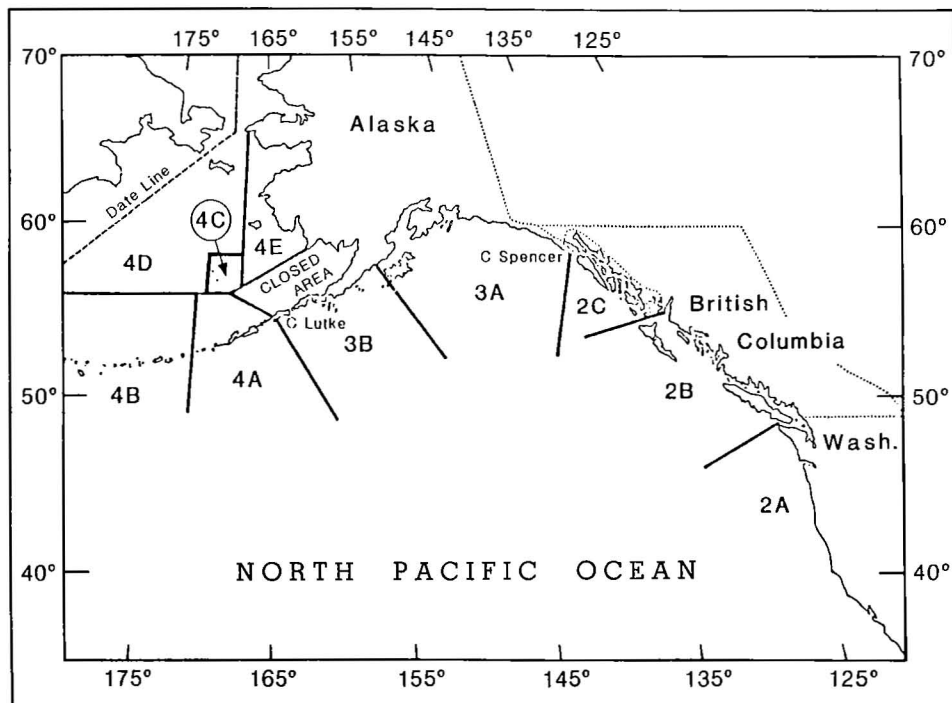 175° 165° 155° 145° 135° 125°
70° 70°
Alaska
Date Line
60° 4C 60°
4E
4D C Spencer
CLOSED
AREA
3A
2C British
C Lutke
3B Columbia
4A
4B 2B
50° 50°
Wash.
2A
40° NORTH PACIFIC OCEAN 40°
175° 165° 155° 145° 135° 125°